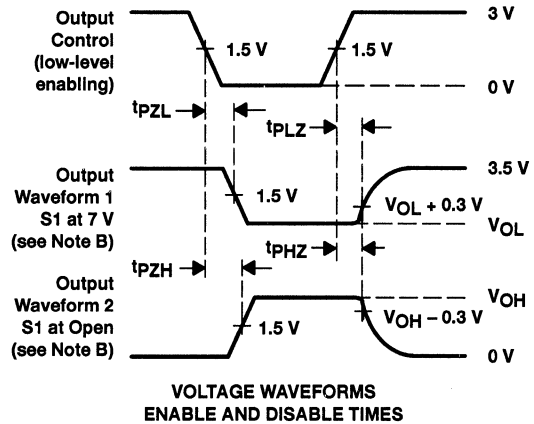 Output
Control
(low-level
enabling)
3 V
1.5 V
1.5 V
0 V
tPZL
tPLZ
Output
Waveform 1
S1 at 7 V
(see Note B)
3.5 V
1.5 V
VOL + 0.3 V
VOL
tPHZ
tPZH
Output
Waveform 2
S1 at Open
(see Note B)
VOH
1.5 V
VOH – 0.3 V
0 V
VOLTAGE WAVEFORMS
ENABLE AND DISABLE TIMES